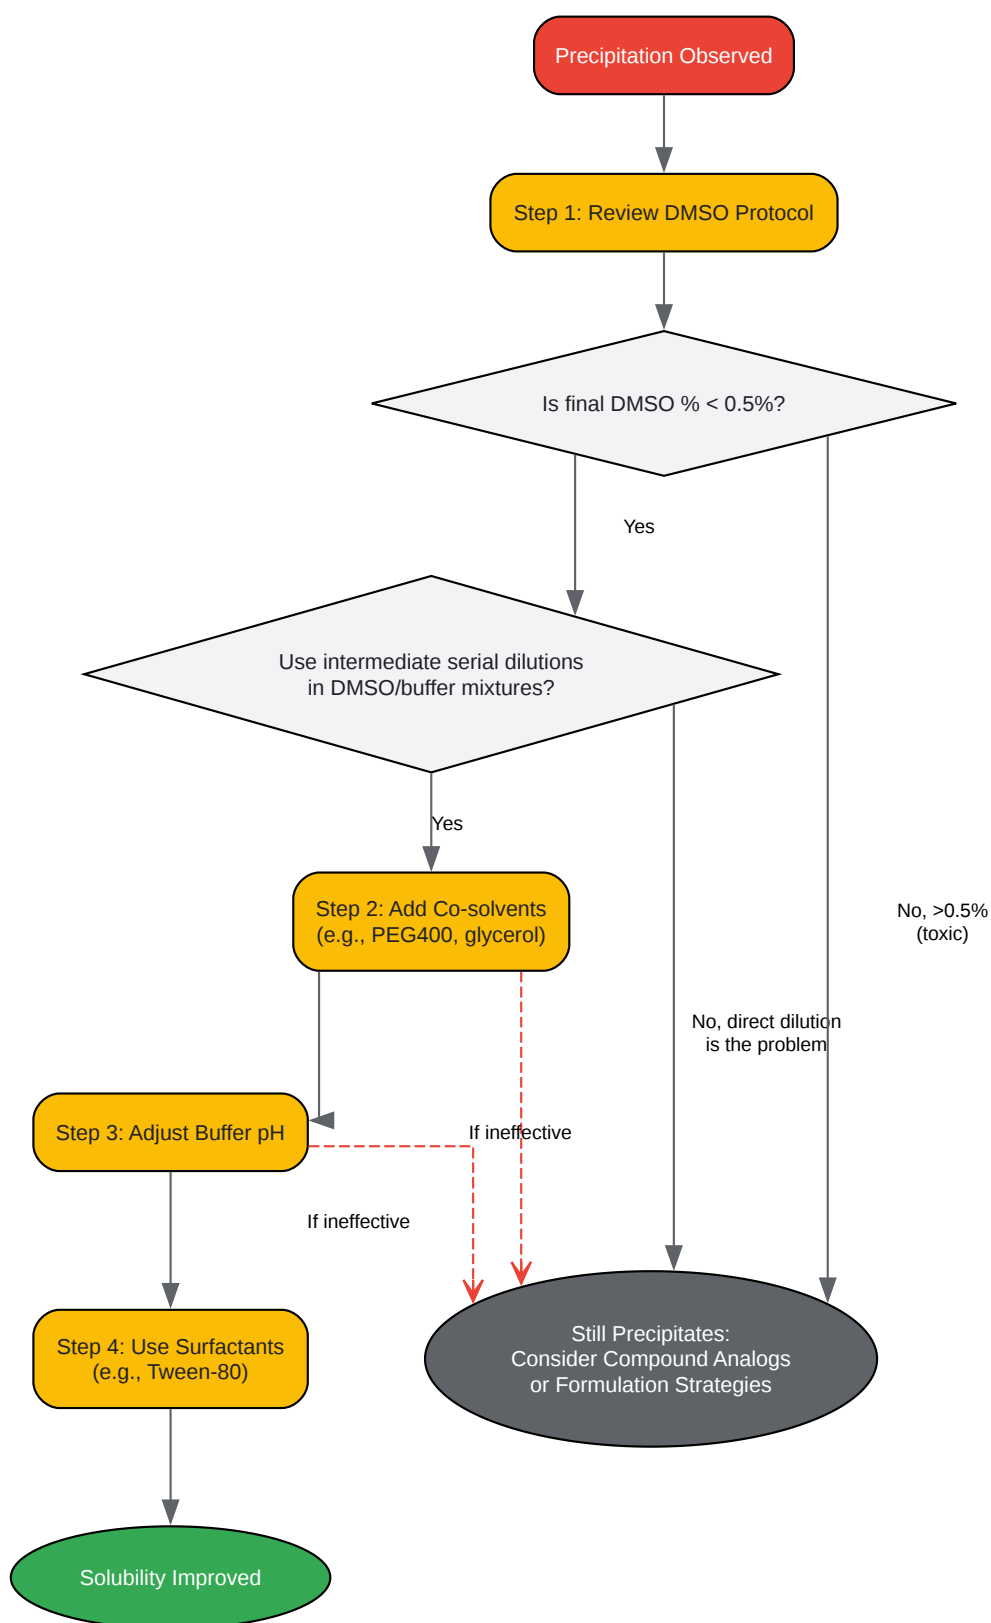 Precipitation Observed
Step 1: Review DMSO Protocol
Is final DMSO % < 0.5%?
Yes
Use intermediate serial dilutions
in DMSO/buffer mixtures?
Yes
Step 2: Add Co-solvents
(e.g., PEG400, glycerol)
No, >0.5%
(toxic)
No, direct dilution
is the problem
Step 3: Adjust Buffer pH
If ineffective
If ineffective
Step 4: Use Surfactants
(e.g., Tween-80)
Still Precipitates:
Consider Compound Analogs
or Formulation Strategies
Solubility Improved